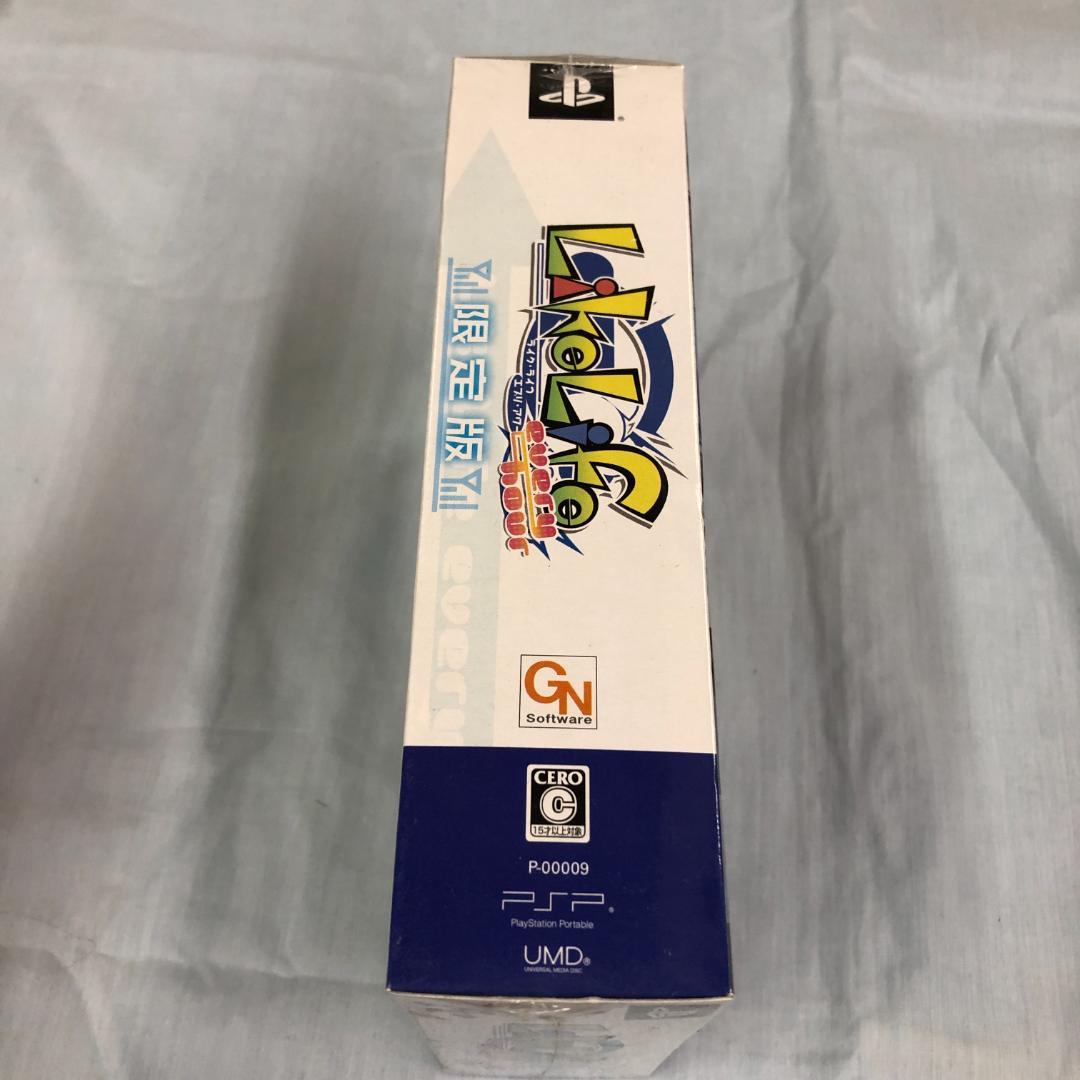 LikeLife
ライク・ライフ
エブリ・アワー
every
hour
限定版
every
GN
Software
CERO
C
15才以上対象
P-00009
PSP®
PlayStation Portable
UMD®
UNIVERSAL MEDIA DISC